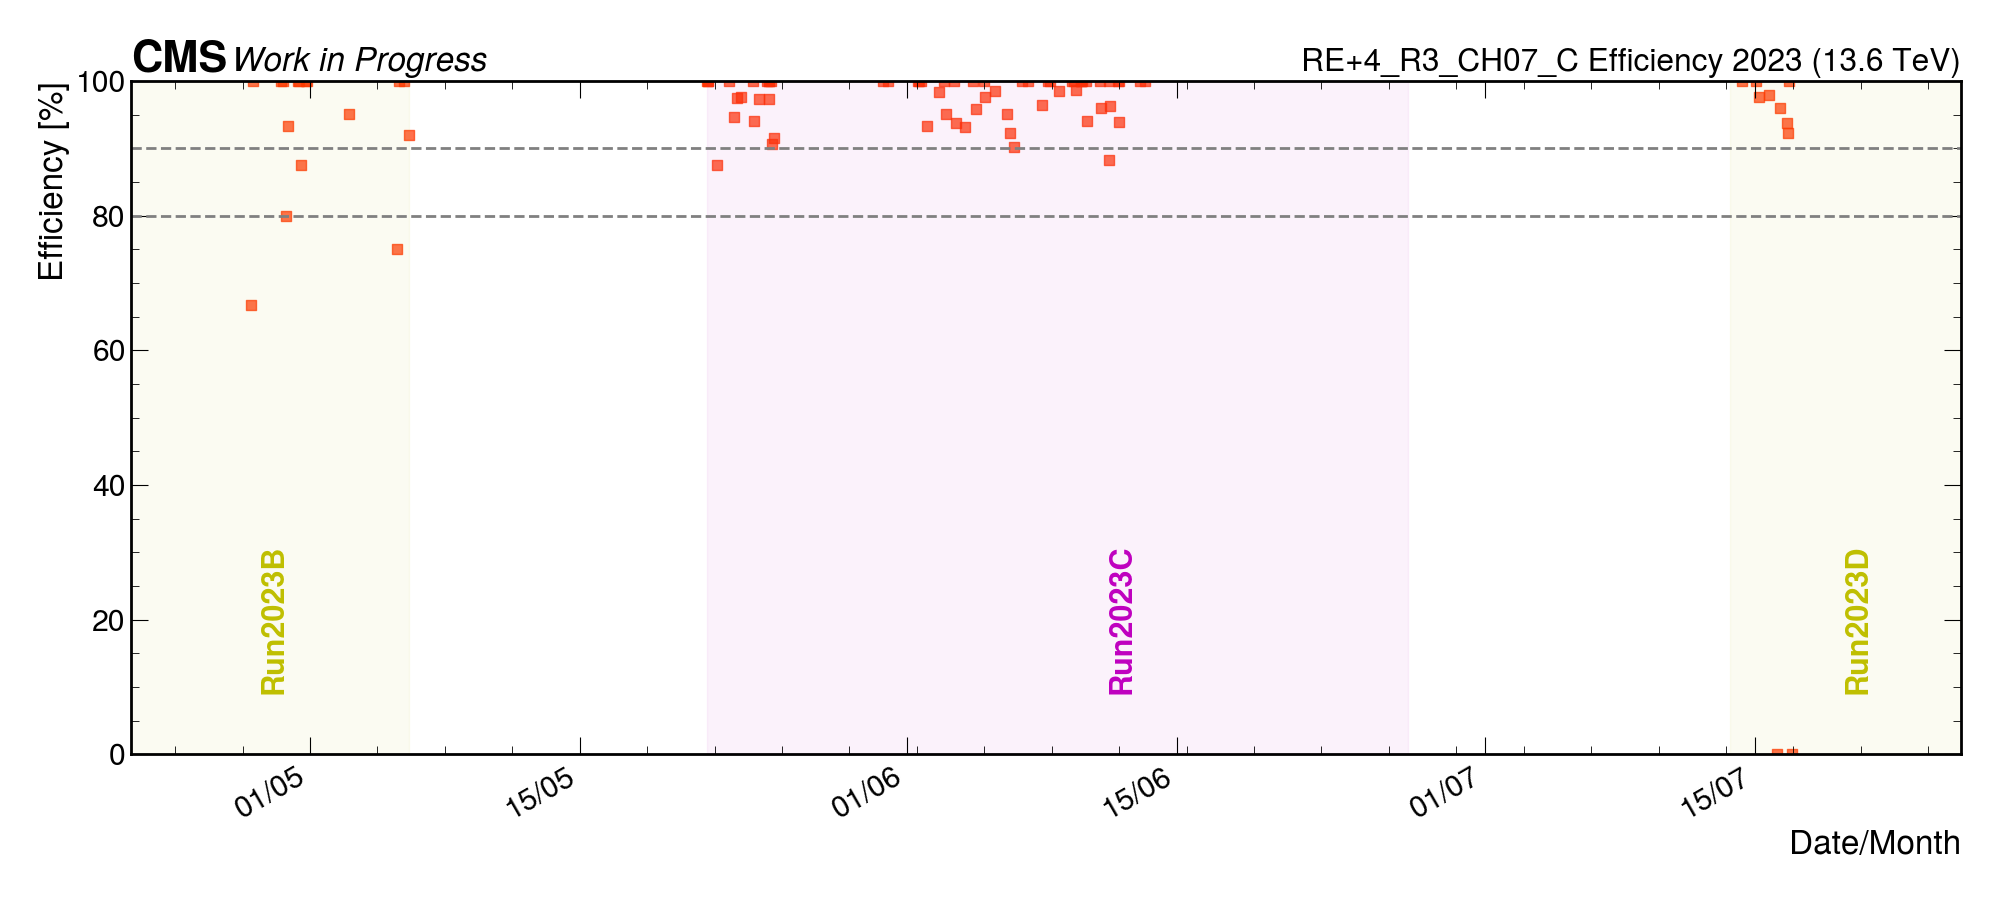 CMS Work in Progress
RE+4_R3_CH07_C Efficiency 2023 (13.6 TeV)
Efficiency [%]
100
80
60
40
20
0
Run2023B
Run2023C
Run2023D
01/05
15/05
01/06
15/06
01/07
15/07
Date/Month